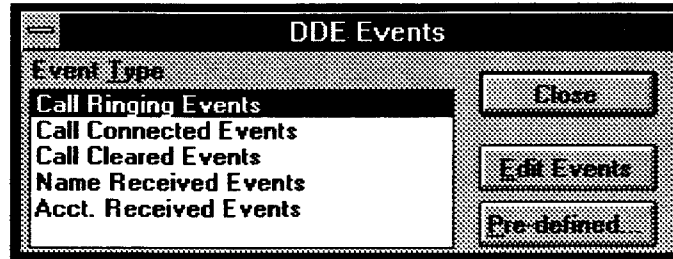 DDE Events
Event Type
Call Ringing Events
Call Connected Events
Call Cleared Events
Name Received Events
Acct. Received Events
Close
Edit Events
Pre-defined...